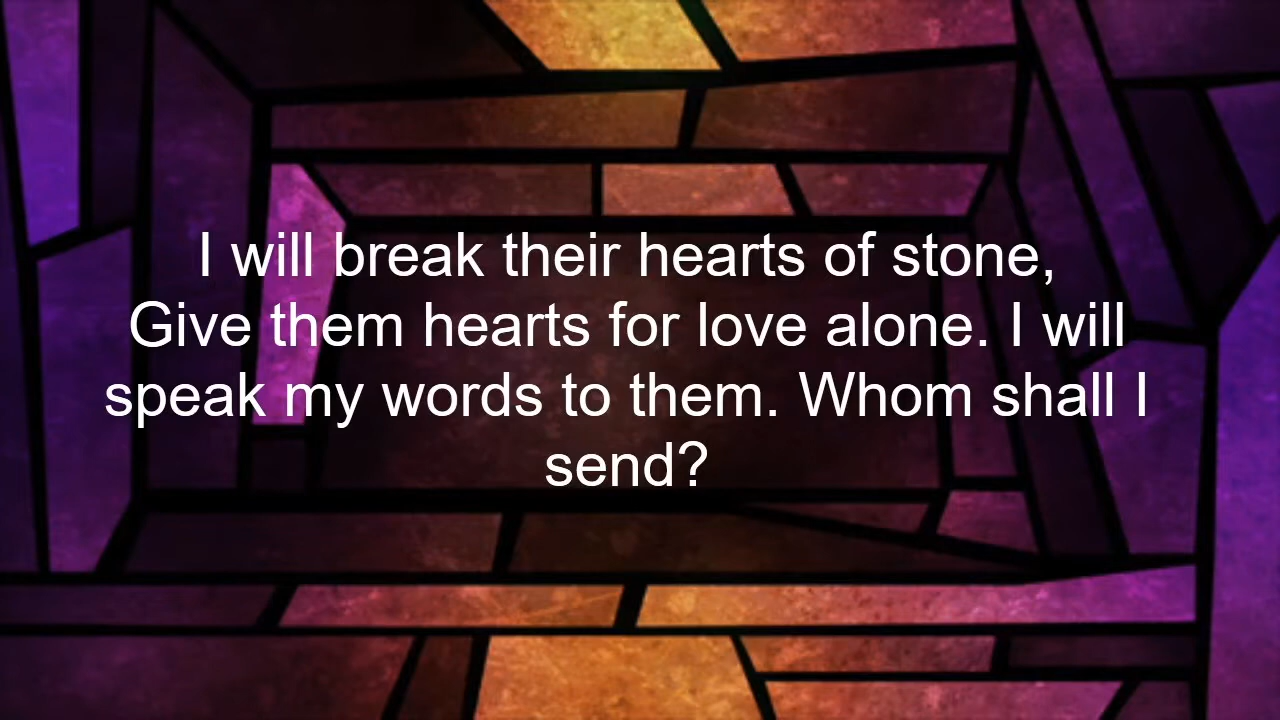 I will break their hearts of stone,
Give them hearts for love alone. I will
speak my words to them. Whom shall I
send?